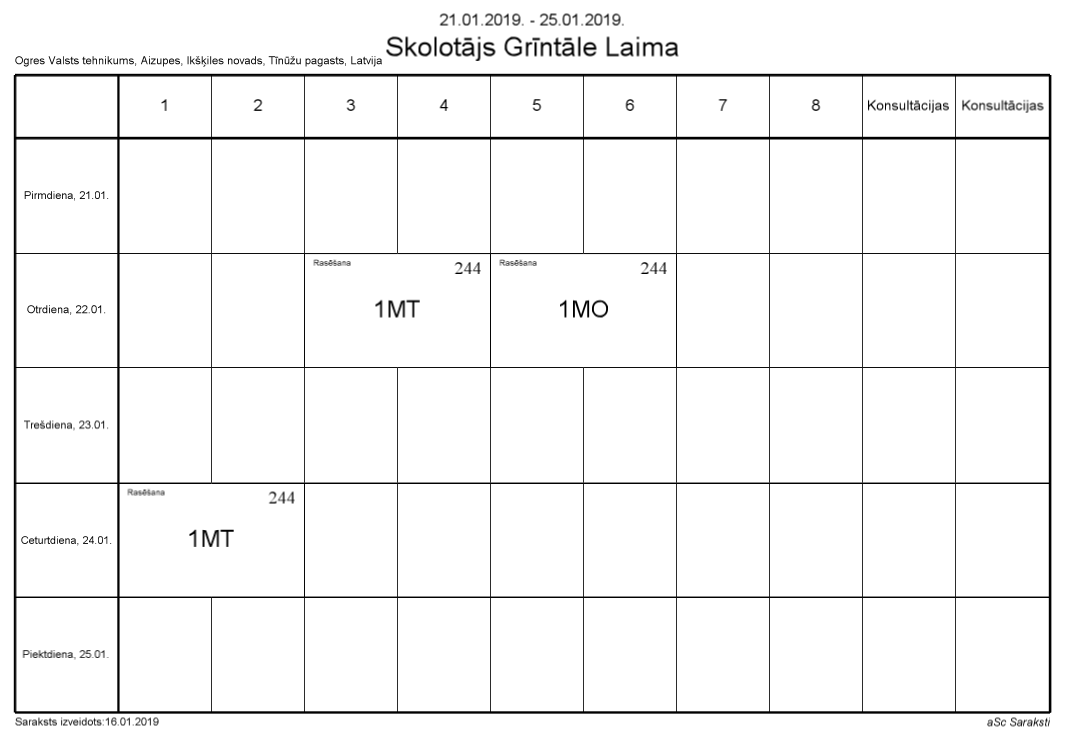 21.01.2019. - 25.01.2019.
Skolotājs Grīntāle Laima
Ogres Valsts tehnikums, Aizupes, Ikšķiles novads, Tīnūžu pagasts, Latvija
1 2 3 4 5 6 7 8 Konsultācijas Konsultācijas
Pirmdiena, 21.01.
Rasēšana 244 Rasēšana 244
Otrdiena, 22.01. 1MT 1MO
Trešdiena, 23.01.
Rasēšana 244
Ceturtdiena, 24.01. 1MT
Piektdiena, 25.01.
Saraksts izveidots:16.01.2019 aSc Saraksti